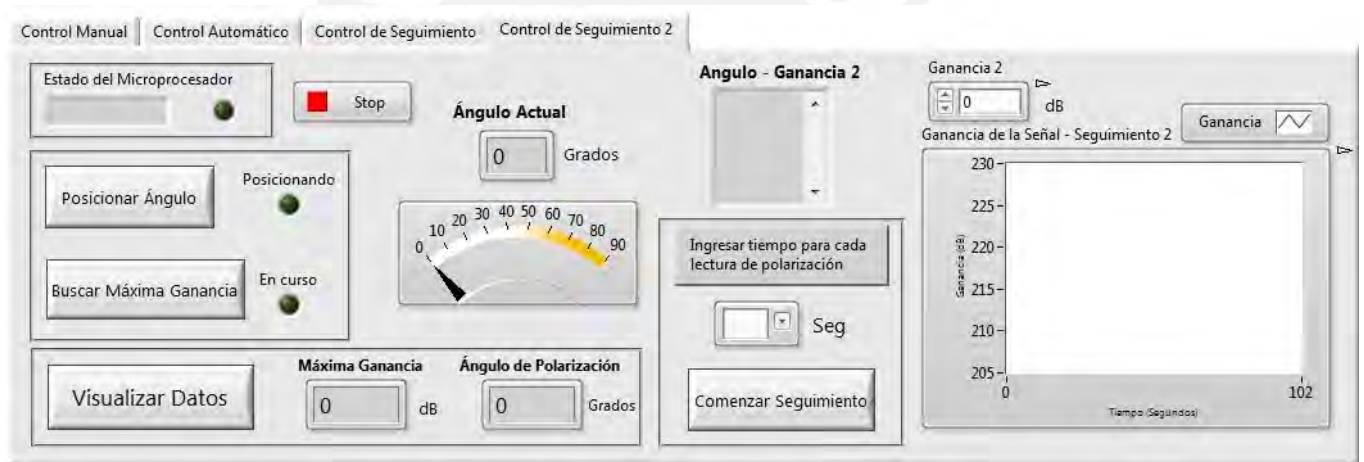 Control Manual
Control Automático
Control de Seguimiento
Control de Seguimiento 2
Estado del Microprocesador
Stop
Posicionar Ángulo
Posicionando
Buscar Máxima Ganancia
En curso
Ángulo Actual
0
Grados
0
10
20
30
40
50
60
70
80
90
Visualizar Datos
Máxima Ganancia
0
dB
Ángulo de Polarización
0
Grados
Angulo - Ganancia 2
Ingresar tiempo para cada
lectura de polarización
Seg
Comenzar Seguimiento
Ganancia 2
0
dB
Ganancia de la Señal - Seguimiento 2
Ganancia
230
225
220
215
210
205
Ganancia (dB)
0
102
Tiempo (Segundos)